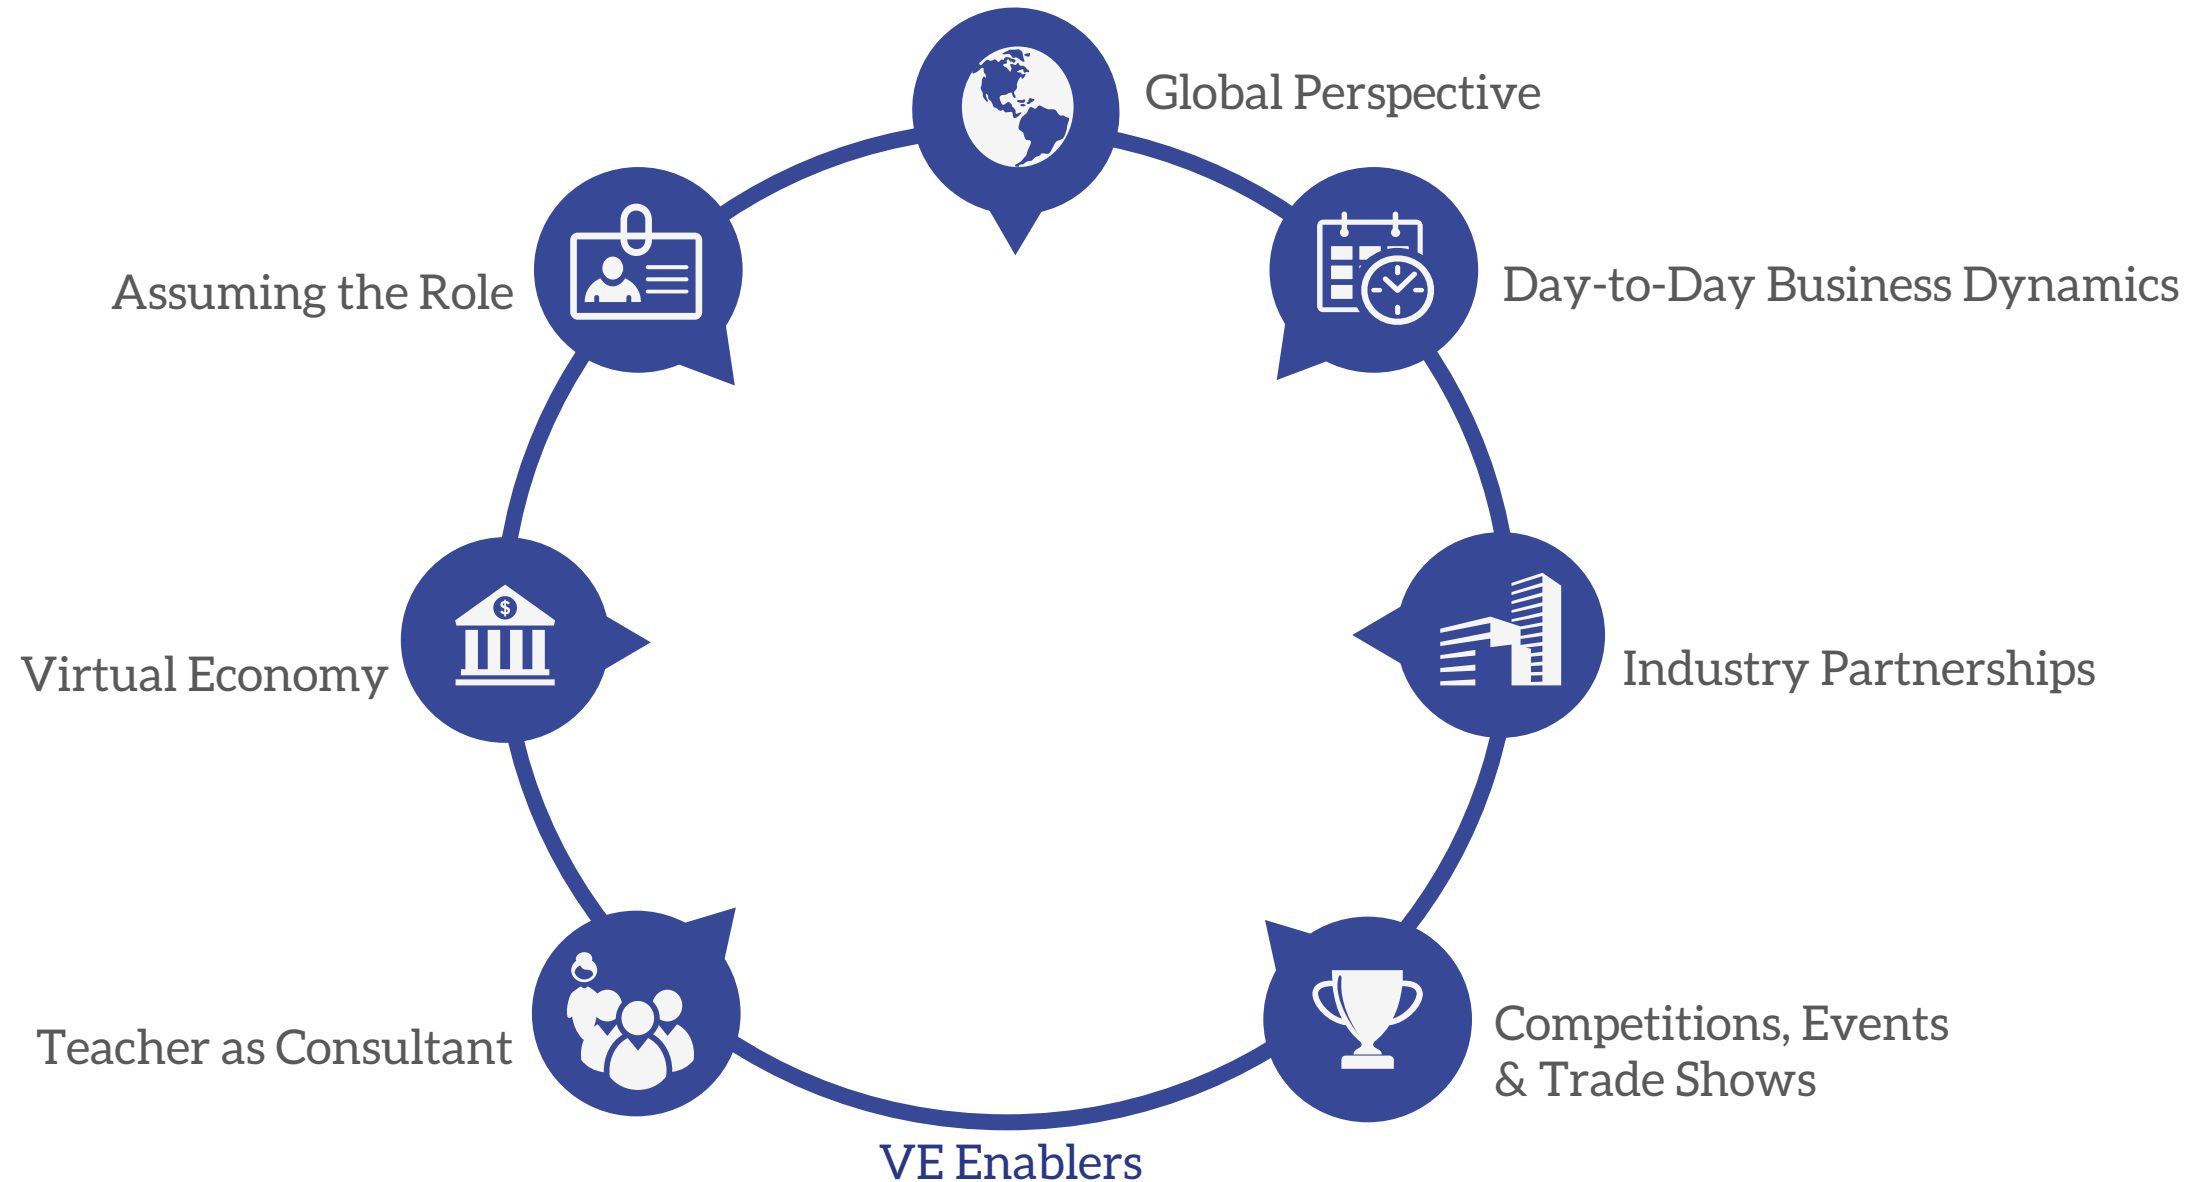 Global Perspective
Assuming the Role
Day-to-Day Business Dynamics
$
Virtual Economy
Industry Partnerships
Teacher as Consultant
Competitions, Events
& Trade Shows
VE Enablers